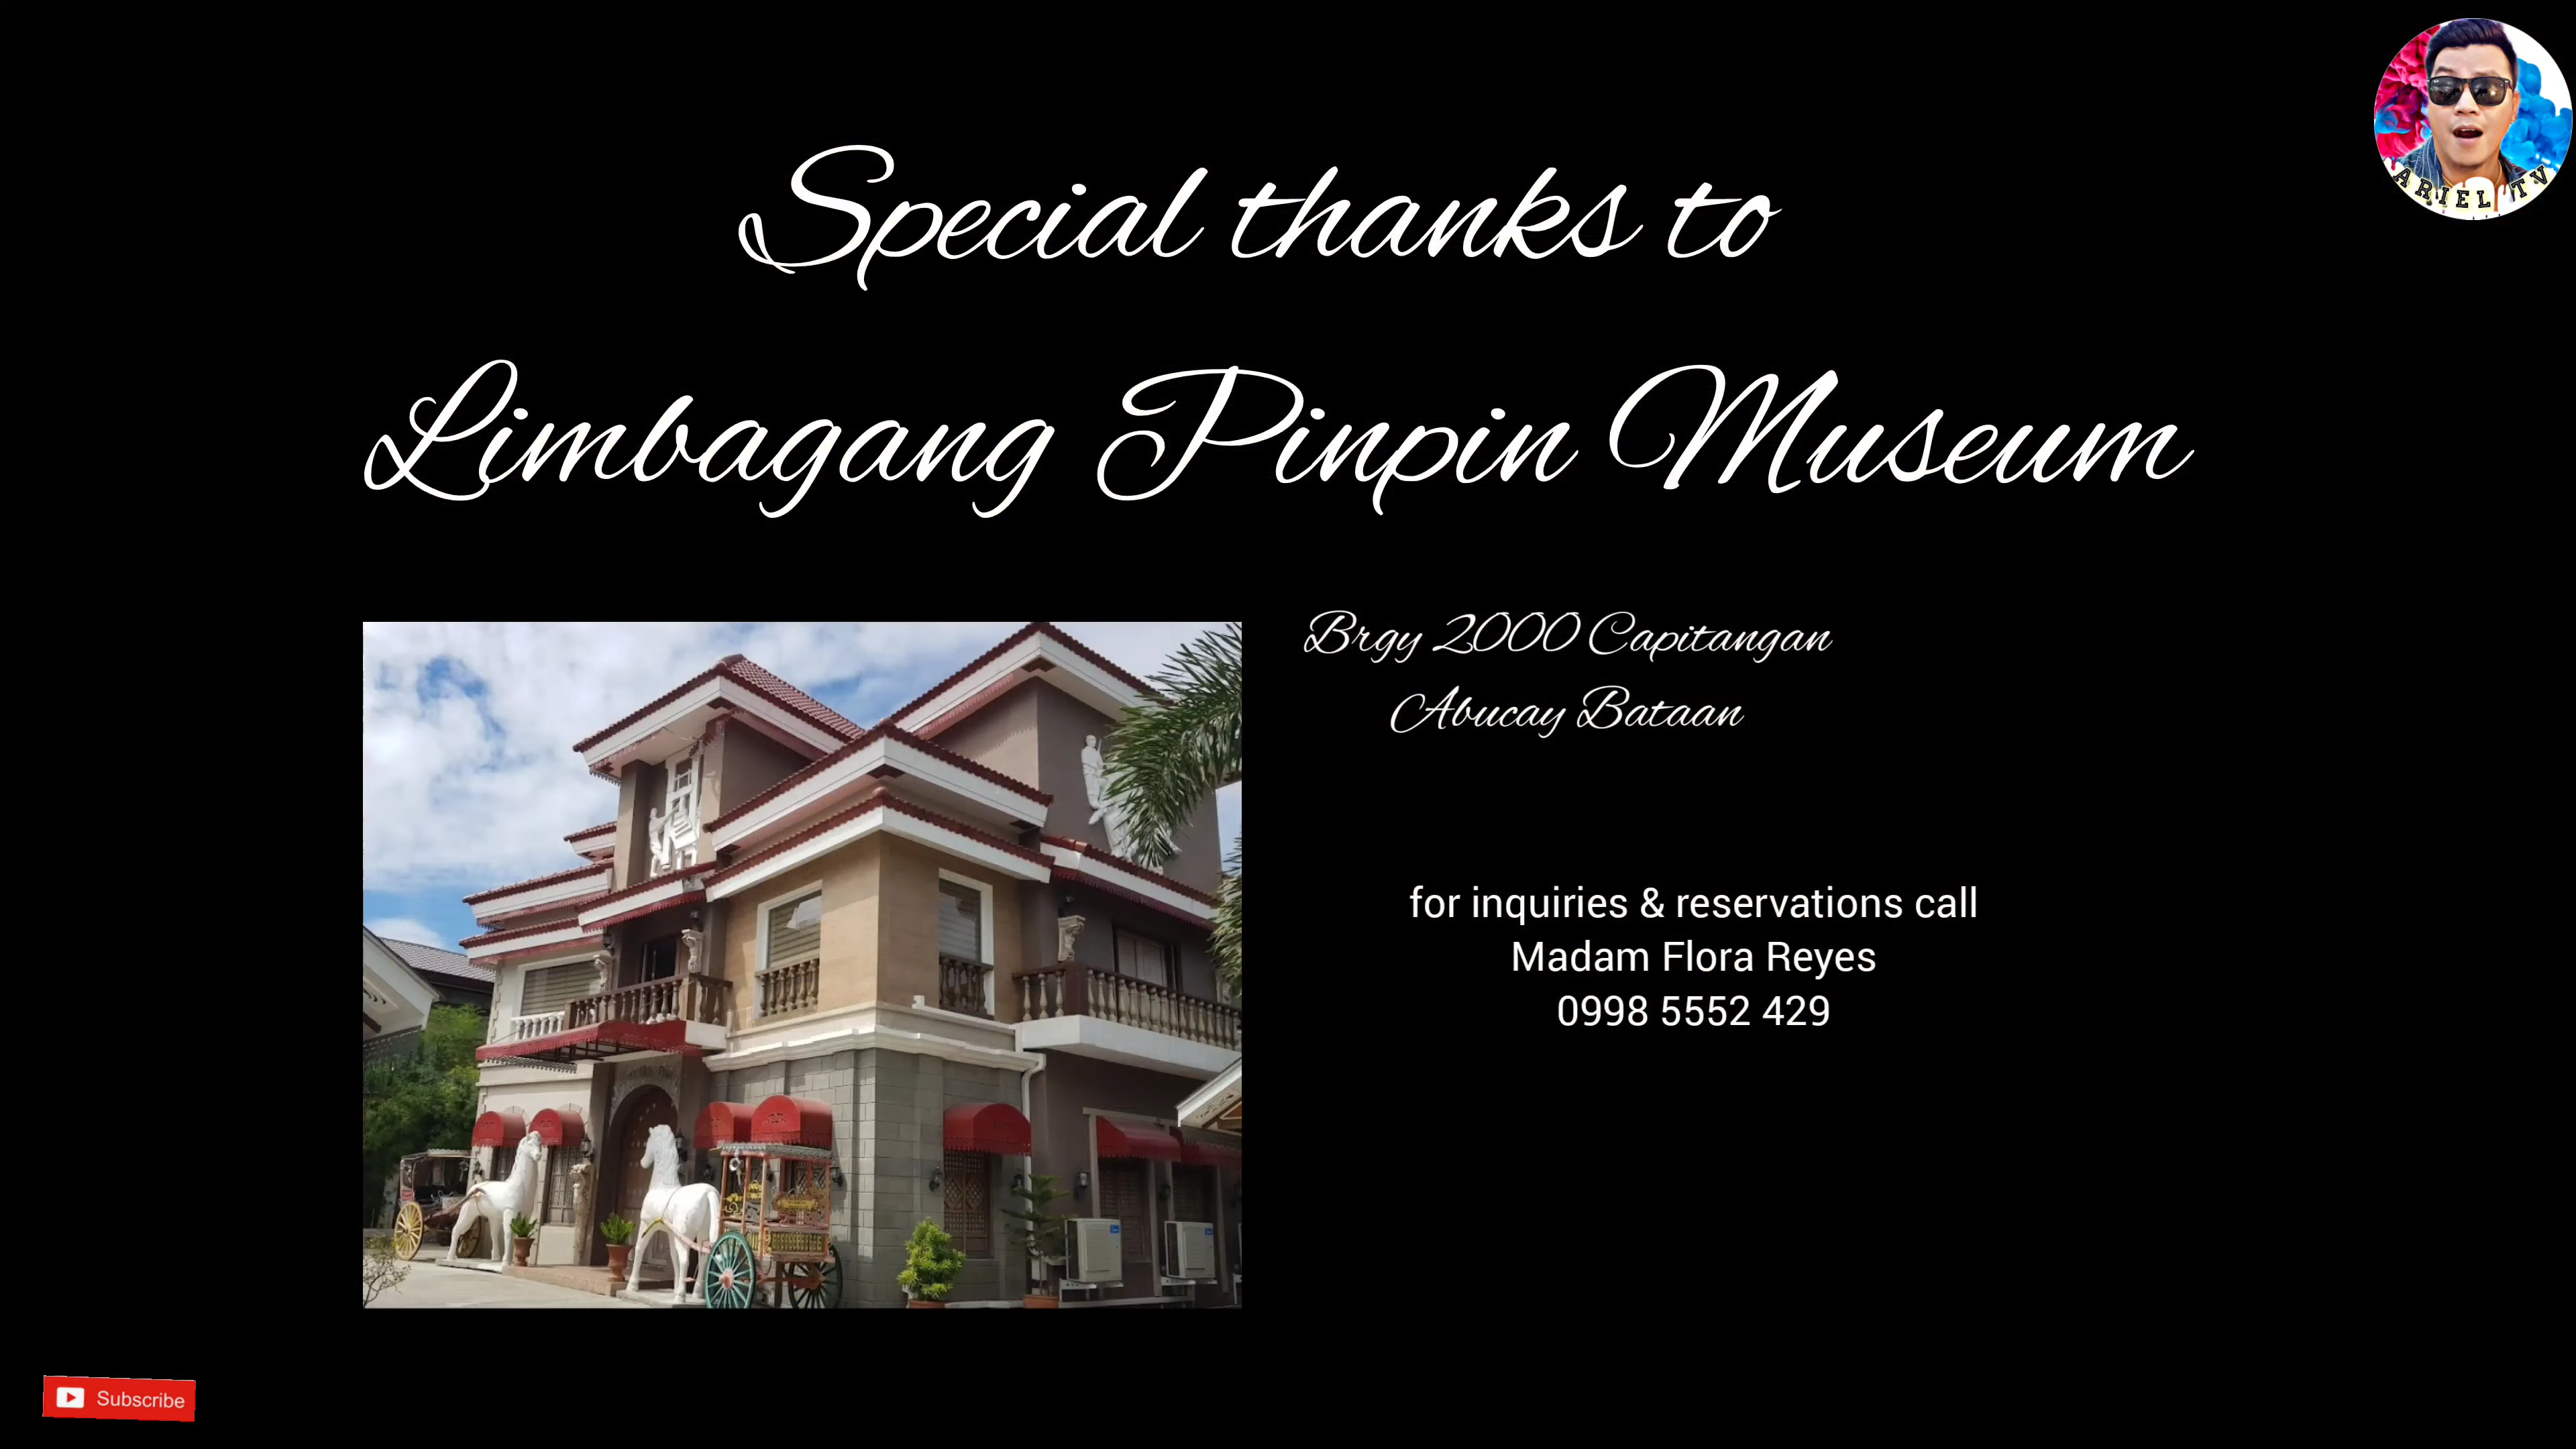 Special thanks to
Limbagang Pinpin Museum
Brgy 2000 Capitangan
Abucay Bataan
for inquiries & reservations call
Madam Flora Reyes
0998 5552 429
ARIEL TV
Subscribe